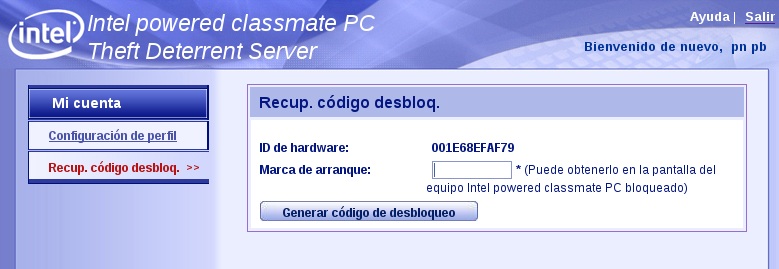 intel
Intel powered classmate PC
Theft Deterrent Server
Ayuda | Salir
Bienvenido de nuevo, pn pb
Mi cuenta
Configuración de perfil
Recup. código desbloq. >>
Recup. código desbloq.
ID de hardware: 001E68EFAF79
Marca de arranque: * (Puede obtenerlo en la pantalla del
equipo Intel powered classmate PC bloqueado)
Generar código de desbloqueo